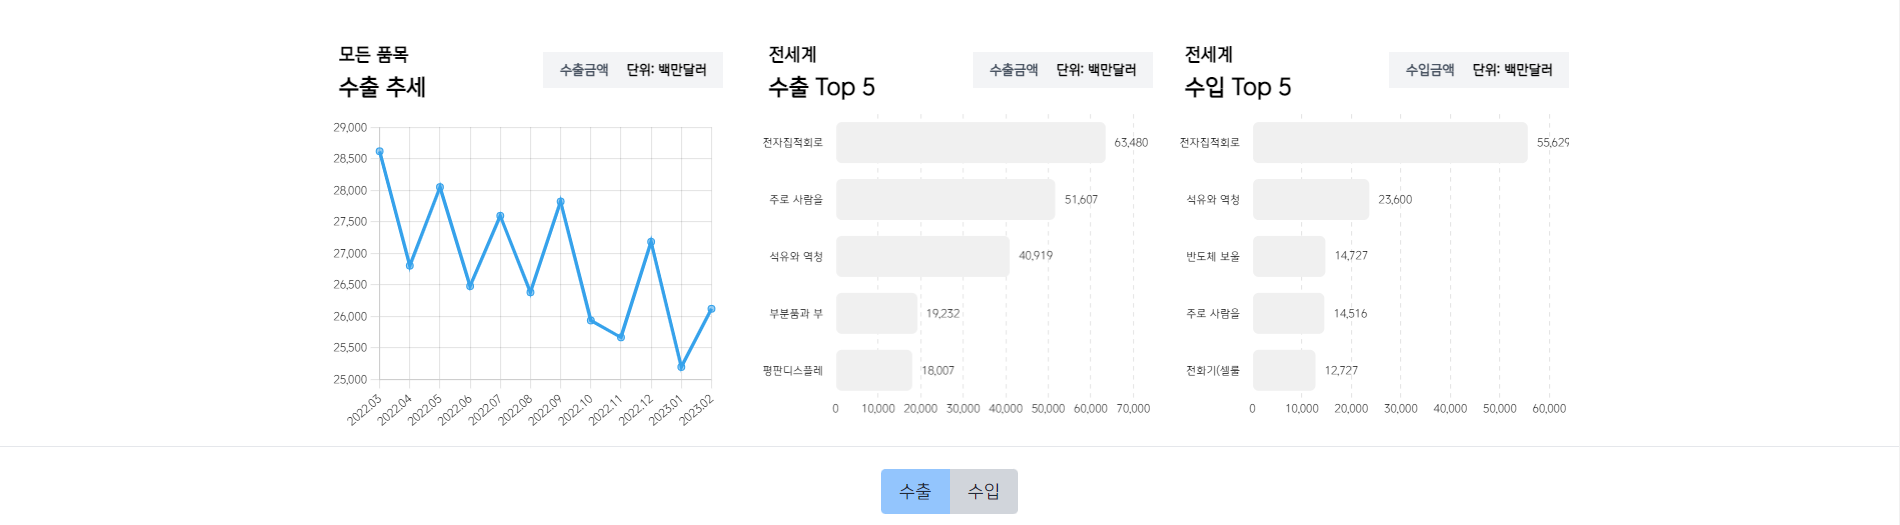 모든 품목
수출 추세
수출금액 단위: 백만달러
29,000
28,500
28,000
27,500
27,000
26,500
26,000
25,500
25,000
2022.03 2022.04 2022.05 2022.06 2022.07 2022.08 2022.09 2022.10 2022.11 2022.12 2023.01 2023.02
전세계
수출 Top 5
수출금액 단위: 백만달러
전자집적회로 63,480
주로 사람을 51,607
석유와 역청 40,919
부분품과 부 19,232
평판디스플레 18,007
0 10,000 20,000 30,000 40,000 50,000 60,000 70,000
전세계
수입 Top 5
수입금액 단위: 백만달러
전자집적회로 55,629
석유와 역청 23,600
반도체 보울 14,727
주로 사람을 14,516
전화기(셀룰 12,727
0 10,000 20,000 30,000 40,000 50,000 60,000
수출 수입